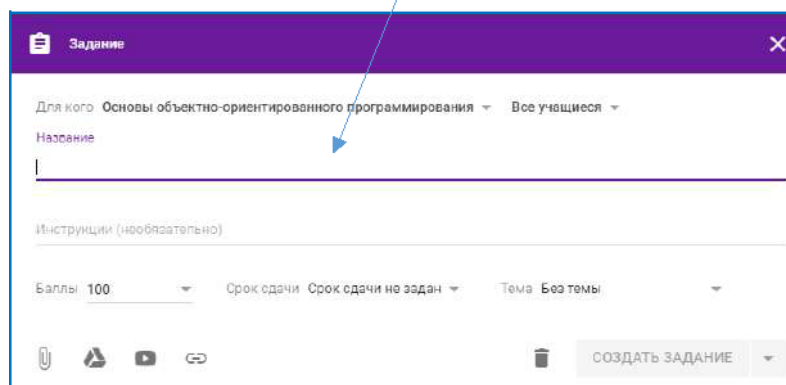 Задание
Для кого Основы объектно-ориентированного программирования Все учащиеся
Название
Инструкции (необязательно)
Баллы 100 Срок сдачи Срок сдачи не задан Тема Без темы
СОЗДАТЬ ЗАДАНИЕ